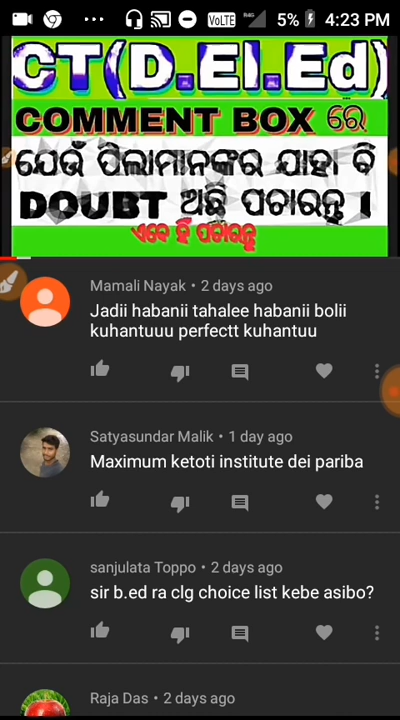 VoLTE 4G 5% 4:23 PM
CT(D.El.Ed)
COMMENT BOX ରେ
ଯେଉଁ ପିଲାମାନଙ୍କର ଯାହା ବି
DOUBT ଅଛି ପଚାରନ୍ତୁ ।
ଏବେ ହିଁ ପଚାରନ୍ତୁ
Mamali Nayak • 2 days ago
Jadii habanii tahalee habanii bolii
kuhantuuu perfectt kuhantuu
Satyasundar Malik • 1 day ago
Maximum ketoti institute dei pariba
sanjulata Toppo • 2 days ago
sir b.ed ra clg choice list kebe asibo?
Raja Das • 2 days ago